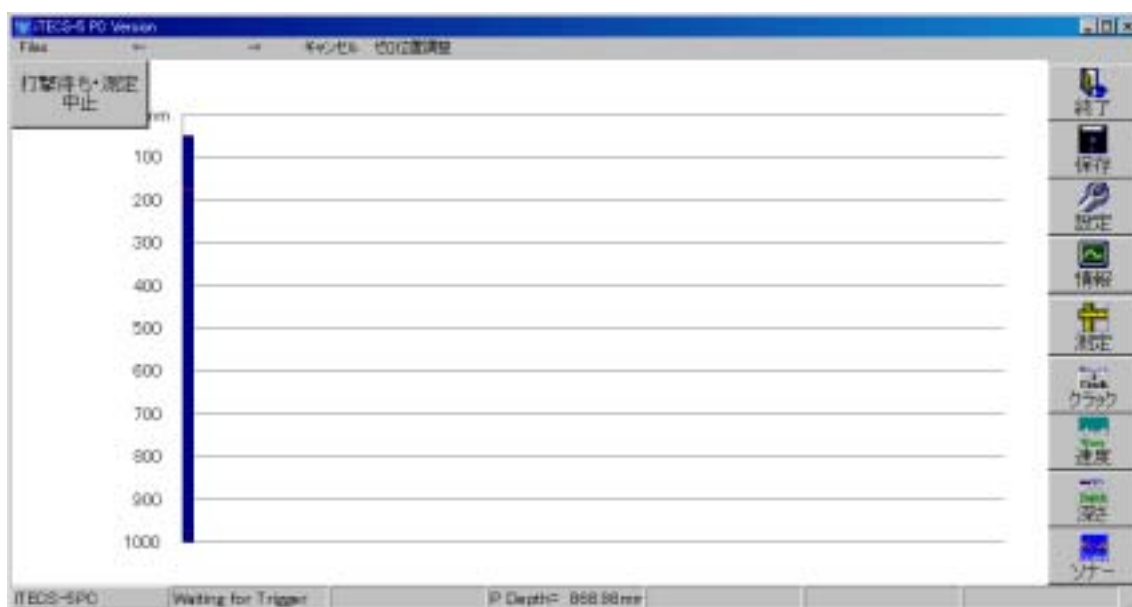 iTECS-5 PC Version
Files ← → キャンセル ゼロ位置調整
打撃待ち・測定
中止
mm
100
200
300
400
500
600
700
800
900
1000
終了
保存
設定
情報
測定
クラック
速度
深さ
ソナー
iTECS-5PC Waiting for Trigger IP Depth= 868.98mm